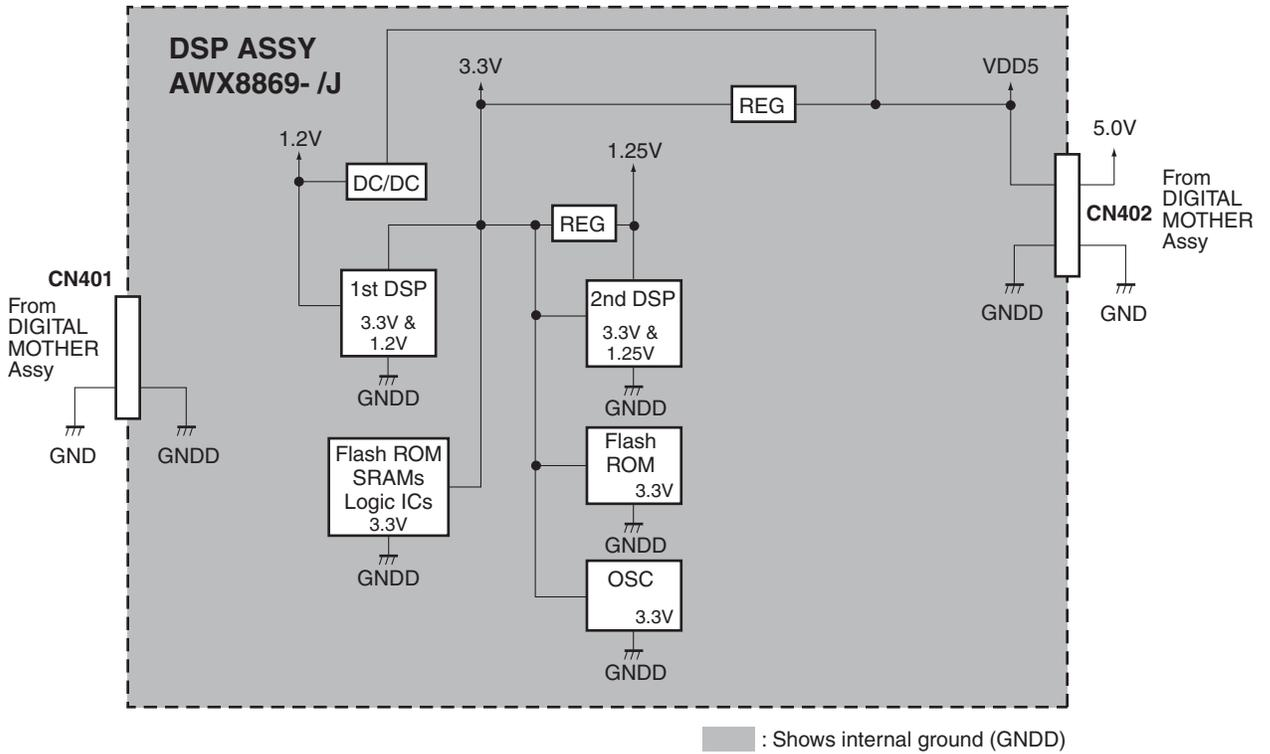 DSP ASSY
AWX8869- /J
3.3V
VDD5
REG
1.2V
5.0V
1.25V
DC/DC
From
DIGITAL
MOTHER
Assy
CN402
REG
CN401
1st DSP
3.3V &
1.2V
2nd DSP
3.3V &
1.25V
From
DIGITAL
MOTHER
Assy
GNDD
GND
GNDD
GNDD
GND
GNDD
Flash ROM
SRAMs
Logic ICs
3.3V
Flash
ROM
3.3V
GNDD
GNDD
OSC
3.3V
GNDD
: Shows internal ground (GNDD)